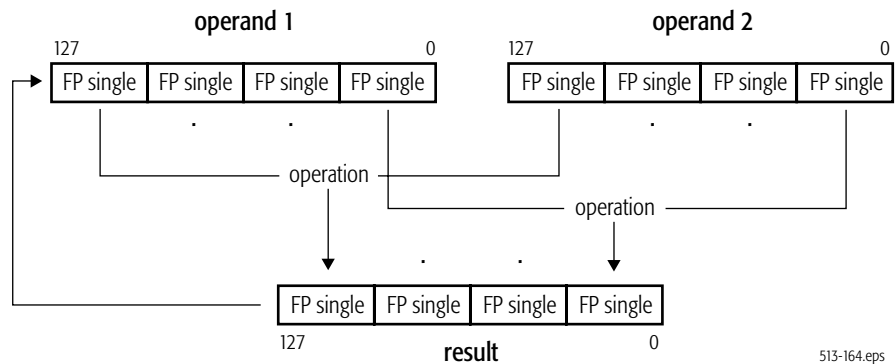 operand 1
operand 2
127
0
127
0
FP single FP single FP single FP single
FP single FP single FP single FP single
. .
. .
operation
operation
. .
FP single FP single FP single FP single
127
0
result
513-164.eps